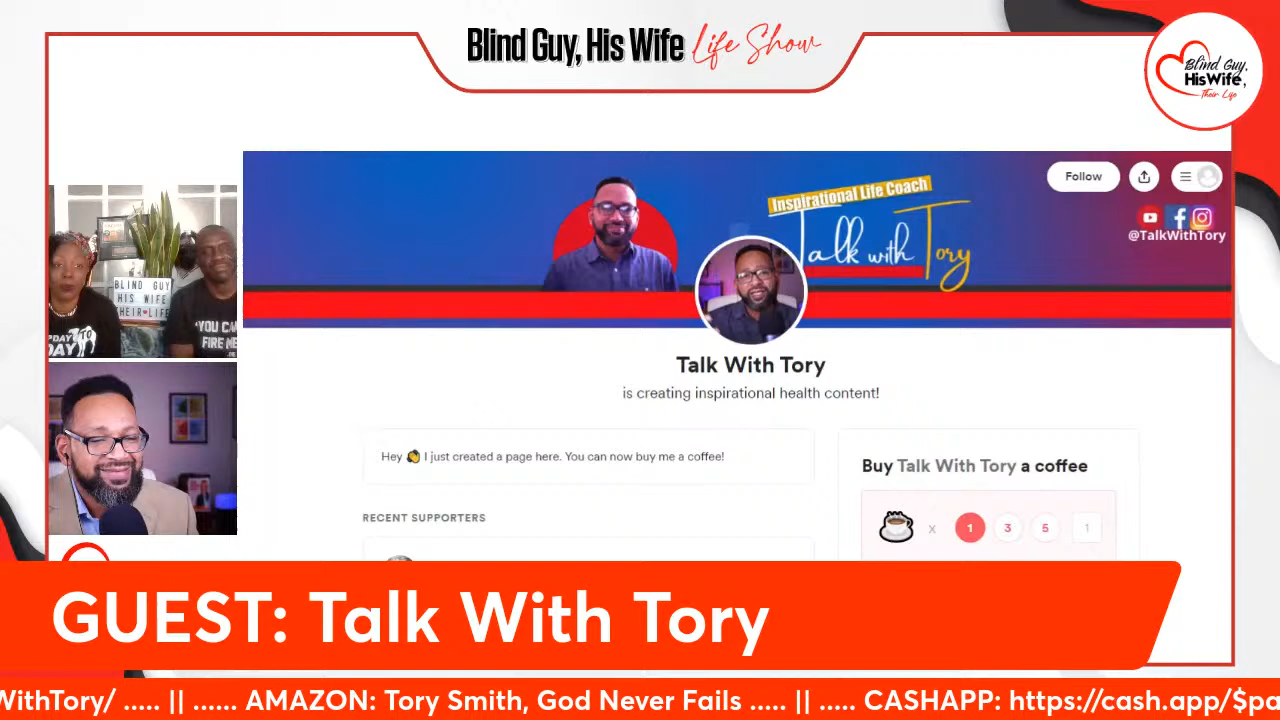 Blind Guy, His Wife Life Show
Blind Guy,
His Wife,
Their Life
Follow
Inspirational Life Coach
Talk with Tory
@TalkWithTory
BLIND GUY
HIS WIFE
THEIR LIFE
DAY TO
DAY
"YOU CAN
FIRE ME
Talk With Tory
is creating inspirational health content!
Hey 👏 I just created a page here. You can now buy me a coffee!
RECENT SUPPORTERS
Buy Talk With Tory a coffee
x 1 3 5 1
GUEST: Talk With Tory
WithTory/ ..... || ...... AMAZON: Tory Smith, God Never Fails ..... || ..... CASHAPP: https://cash.app/$pa